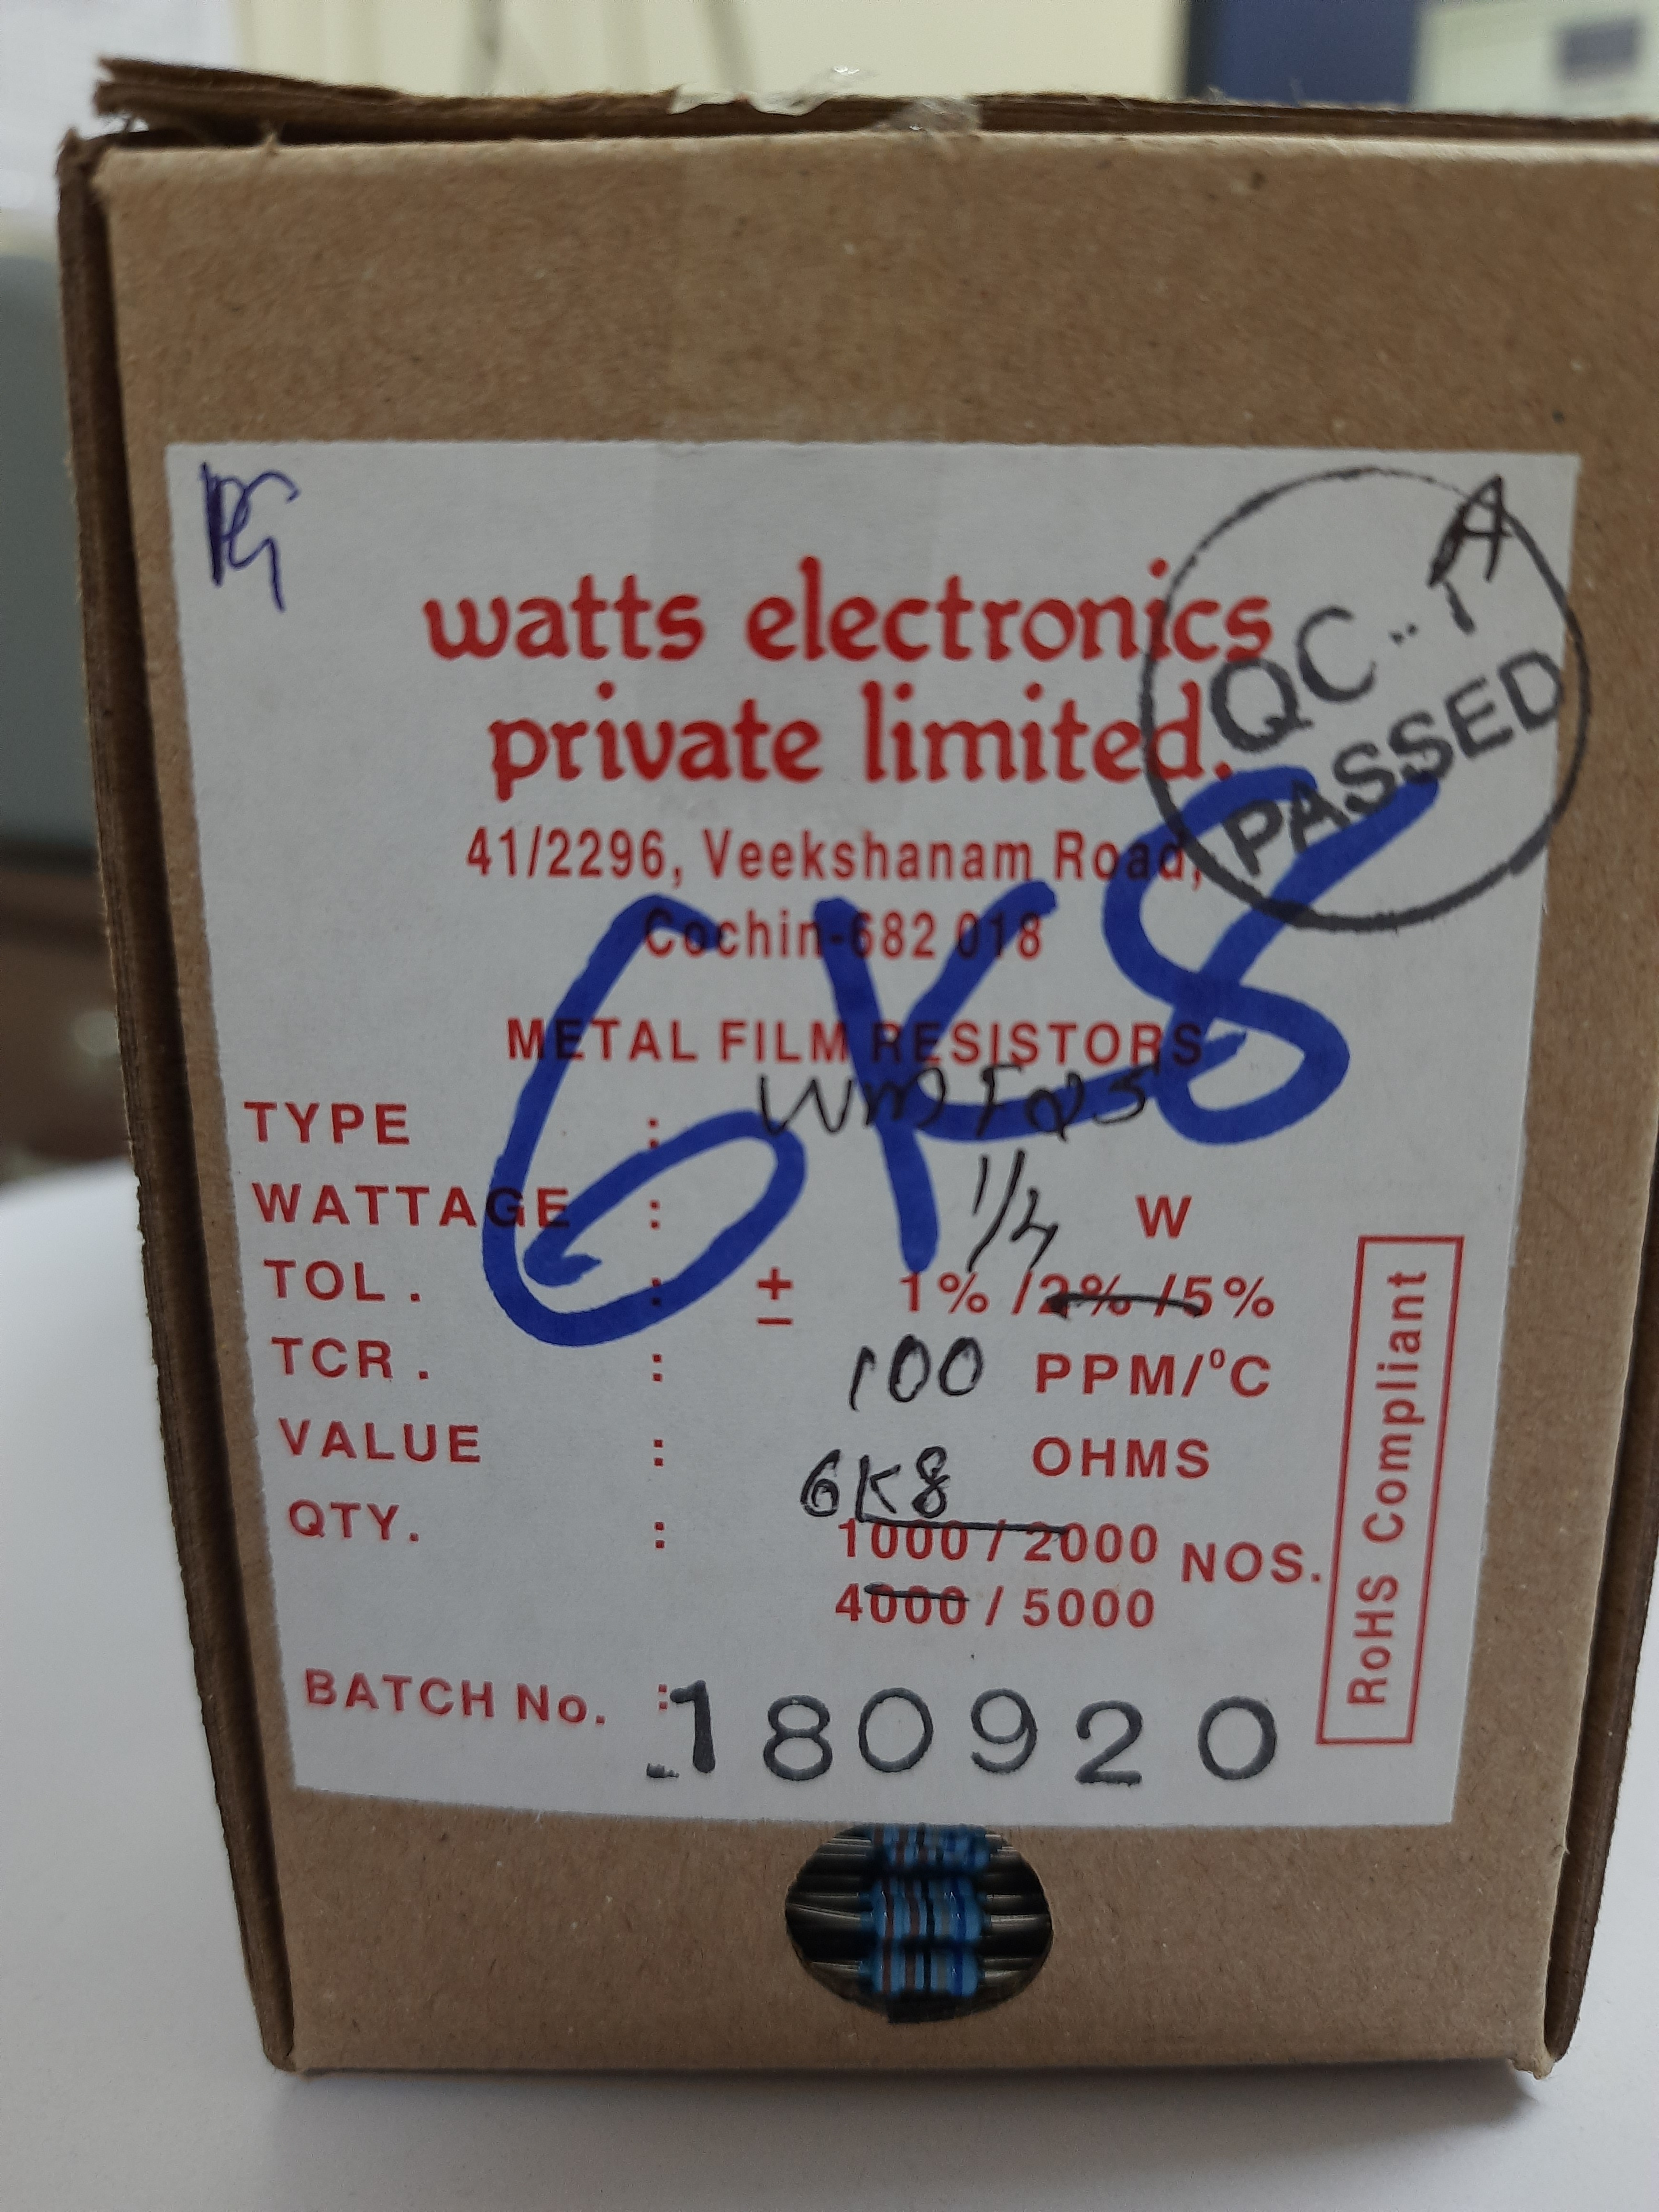 PG
watts electronics
private limited.
QC..1
PASSED
41/2296, Veekshanam Road,
Cochin-682 018
6K8
METAL FILM RESISTORS
TYPE :
WATTAGE : 1/4 W
TOL. : ± 1% /2% /5%
TCR. : 100 PPM/°C
VALUE : 6K8 OHMS
QTY. : 1000 / 2000 NOS.
4000 / 5000
BATCH No. : 180920
RoHS Compliant